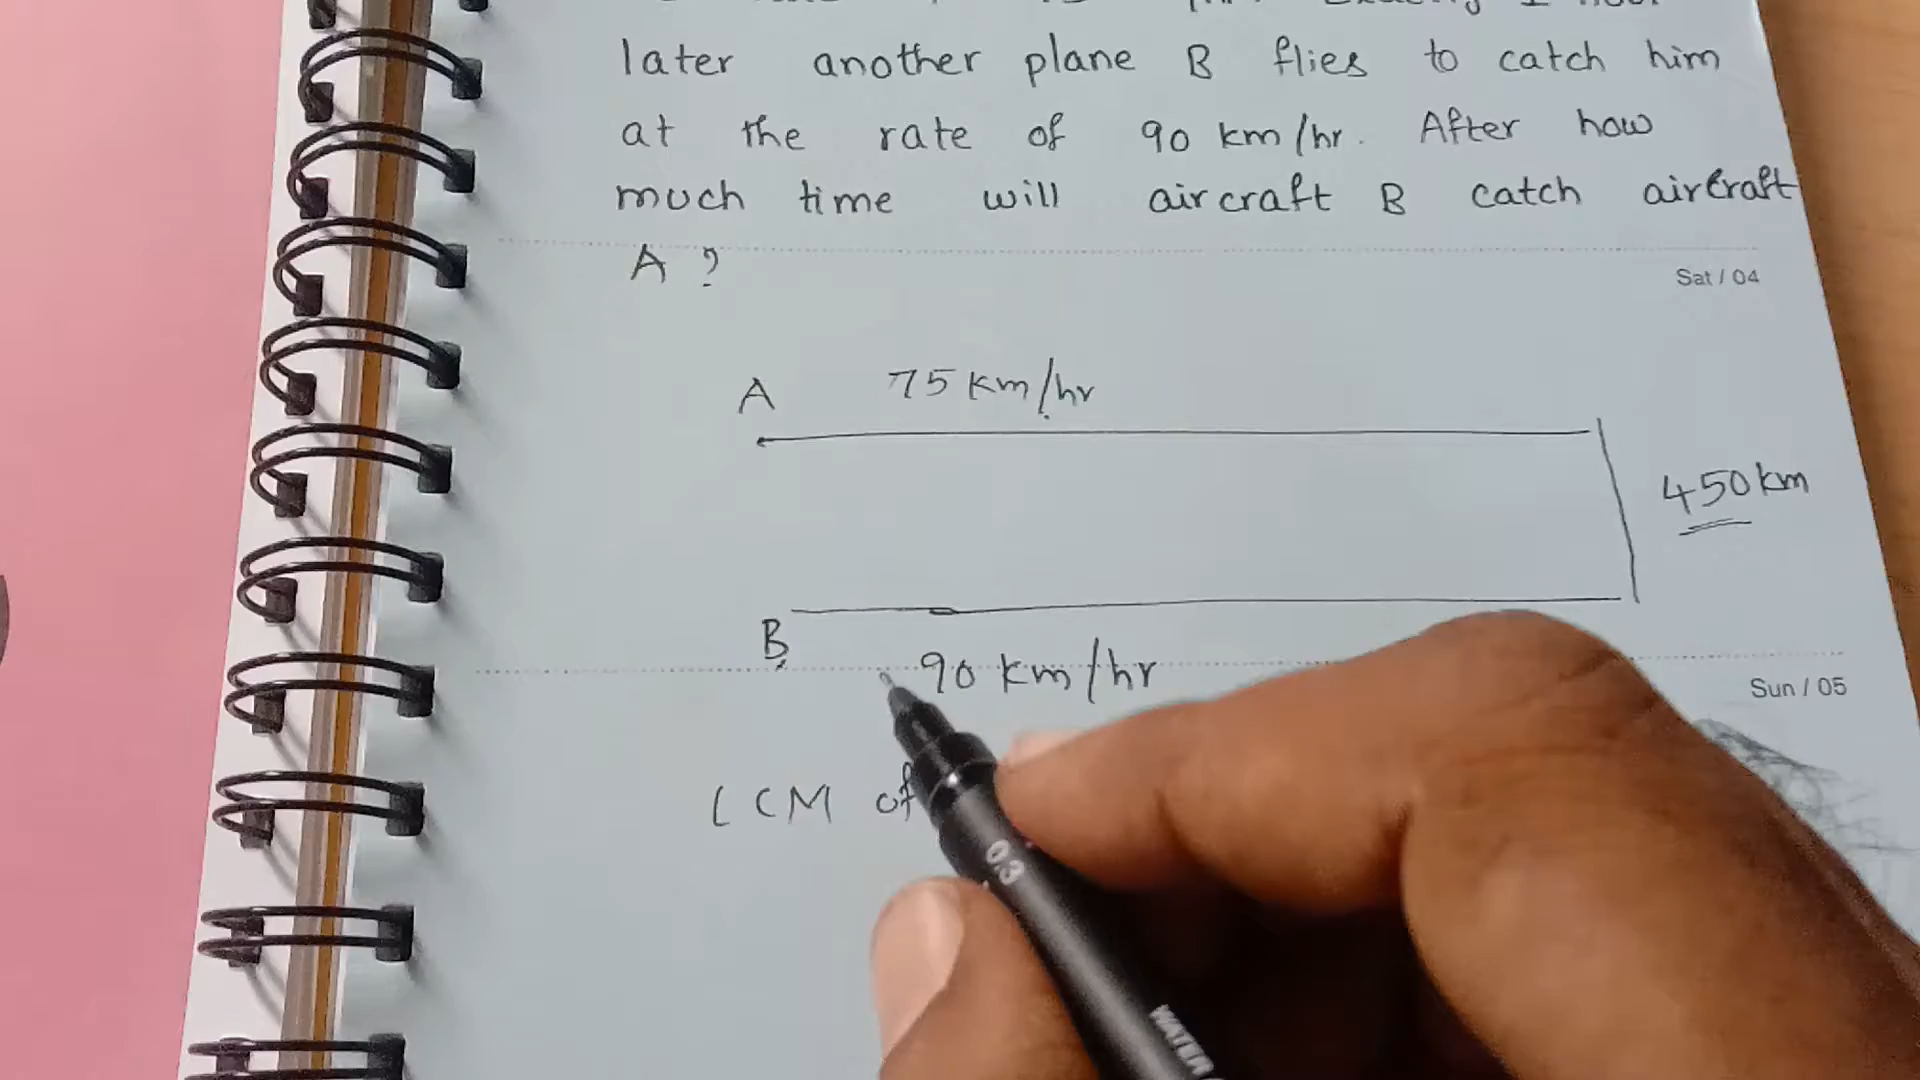 later another plane B flies to catch him
at the rate of 90 km/hr. After how
much time will aircraft B catch aircraft
A ?
Sat / 04
A 75 km/hr
450 km
B
90 km/hr
Sun / 05
LCM of
0.3
WATER